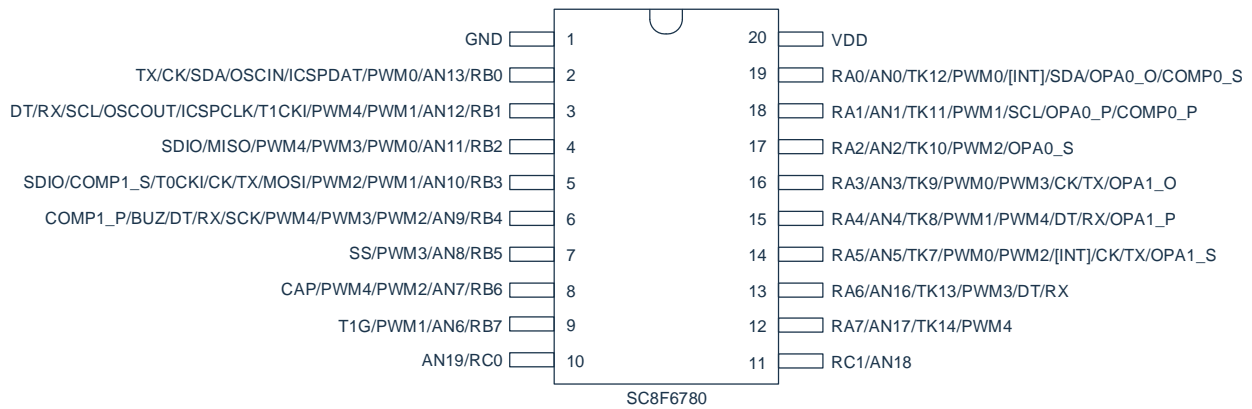 GND 1 20 VDD
TX/CK/SDA/OSCIN/ICSPDAT/PWM0/AN13/RB0 2 19 RA0/AN0/TK12/PWM0/[INT]/SDA/OPA0_O/COMP0_S
DT/RX/SCL/OSCOUT/ICSPCLK/T1CKI/PWM4/PWM1/AN12/RB1 3 18 RA1/AN1/TK11/PWM1/SCL/OPA0_P/COMP0_P
SDIO/MISO/PWM4/PWM3/PWM0/AN11/RB2 4 17 RA2/AN2/TK10/PWM2/OPA0_S
SDIO/COMP1_S/T0CKI/CK/TX/MOSI/PWM2/PWM1/AN10/RB3 5 16 RA3/AN3/TK9/PWM0/PWM3/CK/TX/OPA1_O
COMP1_P/BUZ/DT/RX/SCK/PWM4/PWM3/PWM2/AN9/RB4 6 15 RA4/AN4/TK8/PWM1/PWM4/DT/RX/OPA1_P
SS/PWM3/AN8/RB5 7 14 RA5/AN5/TK7/PWM0/PWM2/[INT]/CK/TX/OPA1_S
CAP/PWM4/PWM2/AN7/RB6 8 13 RA6/AN16/TK13/PWM3/DT/RX
T1G/PWM1/AN6/RB7 9 12 RA7/AN17/TK14/PWM4
AN19/RC0 10 11 RC1/AN18
SC8F6780